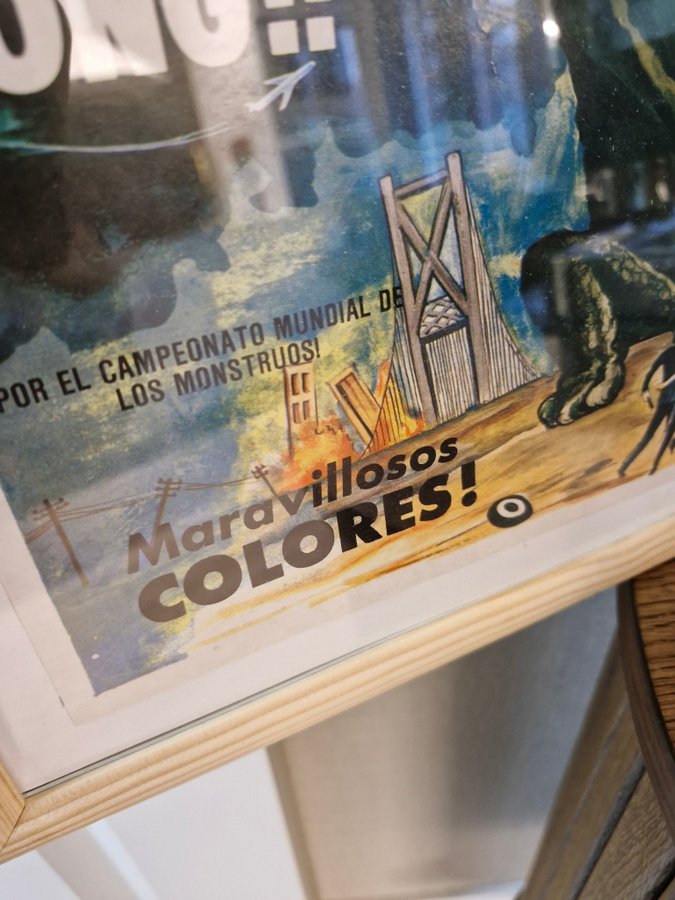 ONG!!
POR EL CAMPEONATO MUNDIAL DE
LOS MONSTRUOS!
Maravillosos
COLORES!